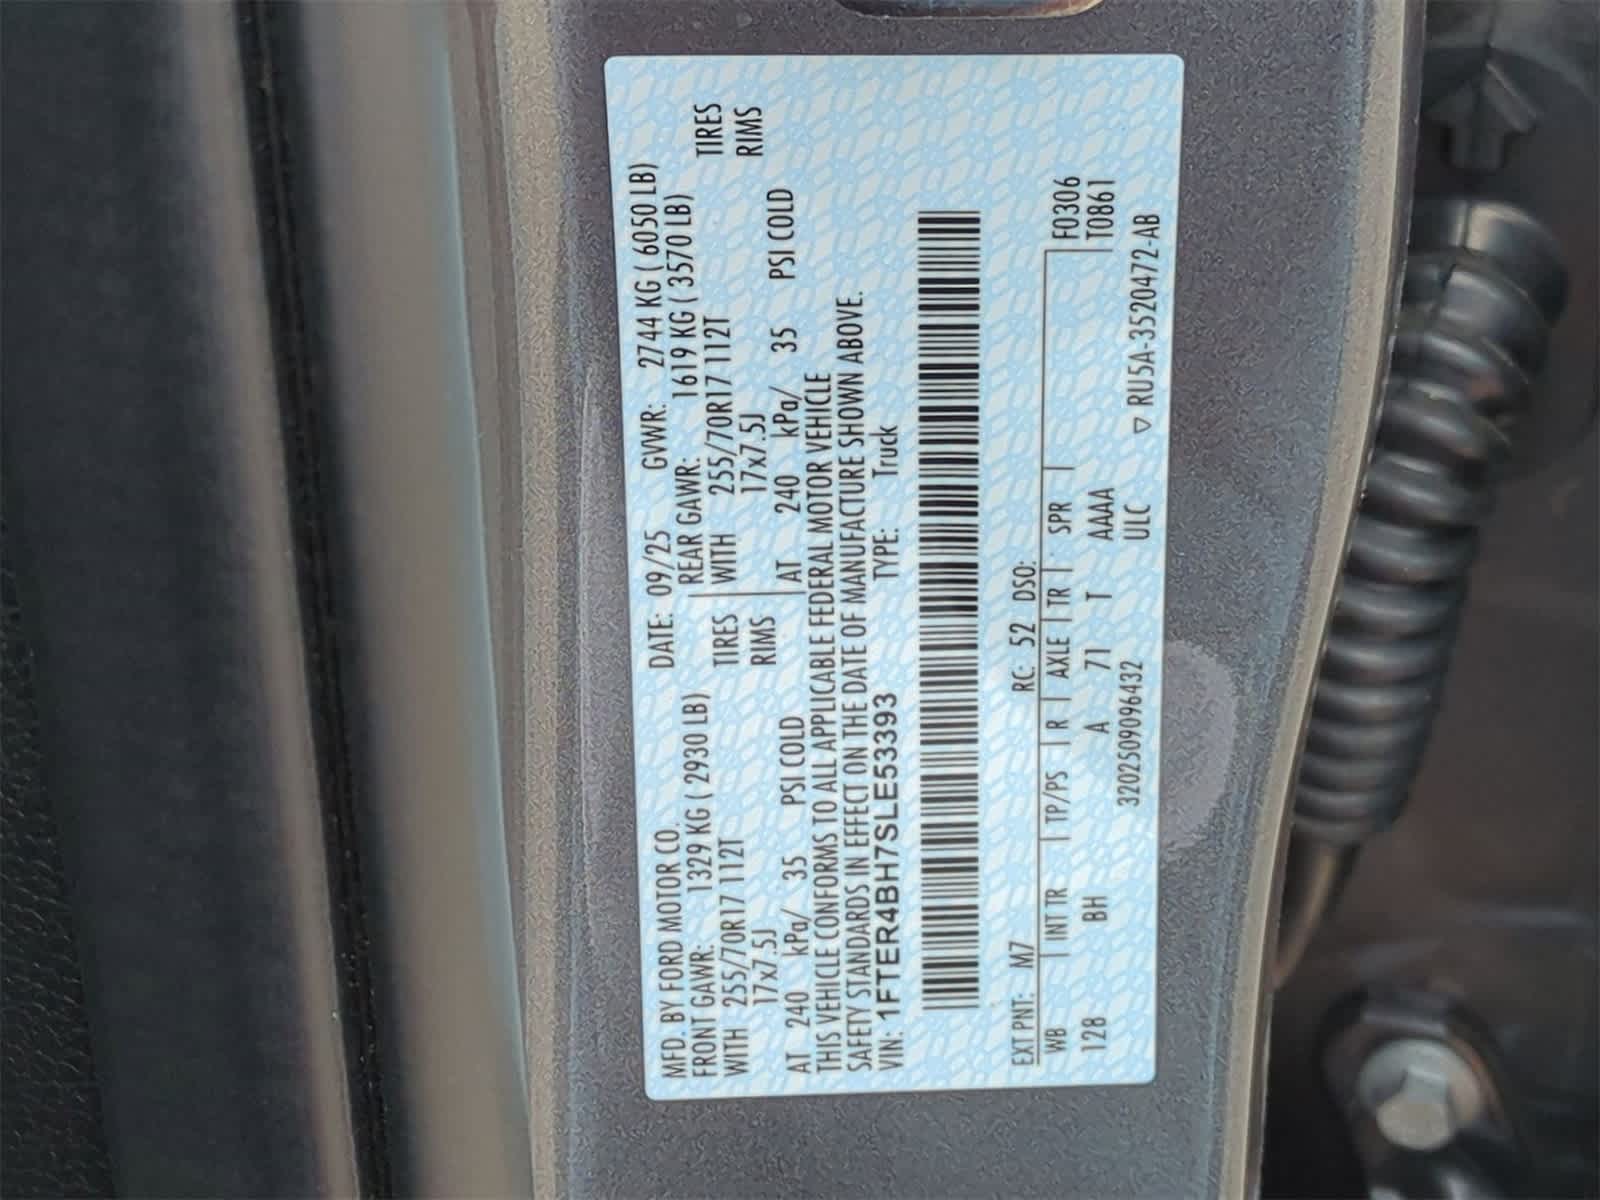 MFD. BY FORD MOTOR CO. DATE: 09/25 GVWR: 2744 KG ( 6050 LB)
FRONT GAWR: 1329 KG ( 2930 LB) REAR GAWR: 1619 KG ( 3570 LB)
WITH 255/70R17 112T TIRES WITH 255/70R17 112T TIRES
17x7.5J RIMS 17x7.5J RIMS
AT 240 kPa/ 35 PSI COLD AT 240 kPa/ 35 PSI COLD
THIS VEHICLE CONFORMS TO ALL APPLICABLE FEDERAL MOTOR VEHICLE
SAFETY STANDARDS IN EFFECT ON THE DATE OF MANUFACTURE SHOWN ABOVE.
VIN: 1FTER4BH7SLE53393 TYPE: Truck
EXT PNT: M7 RC: 52 DSO:
WB INT TR TP/PS R AXLE TR SPR F0306
128 BH A 71 T AAAA T0861
3202509096432 ULC ▽ RU5A-3520472-AB